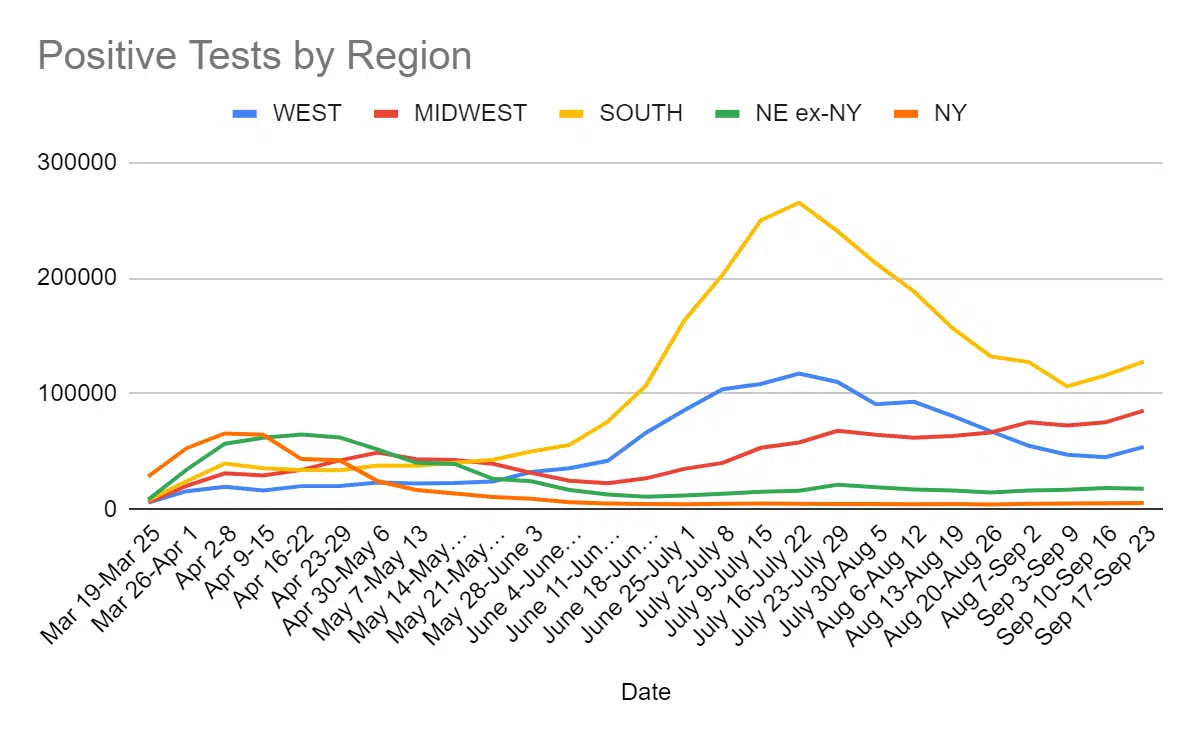 Positive Tests by Region
WEST MIDWEST SOUTH NE ex-NY NY
300000
200000
100000
0
Mar 19-Mar 25
Mar 26-Apr 1
Apr 2-8
Apr 9-15
Apr 16-22
Apr 23-29
Apr 30-May 6
May 7-May 13
May 14-May…
May 21-May…
May 28-June 3
June 4-June…
June 11-Jun…
June 18-Jun…
June 25-July 1
July 2-July 8
July 9-July 15
July 16-July 22
July 23-July 29
July 30-Aug 5
Aug 6-Aug 12
Aug 13-Aug 19
Aug 20-Aug 26
Aug 7-Sep 2
Sep 3-Sep 9
Sep 10-Sep 16
Sep 17-Sep 23
Date